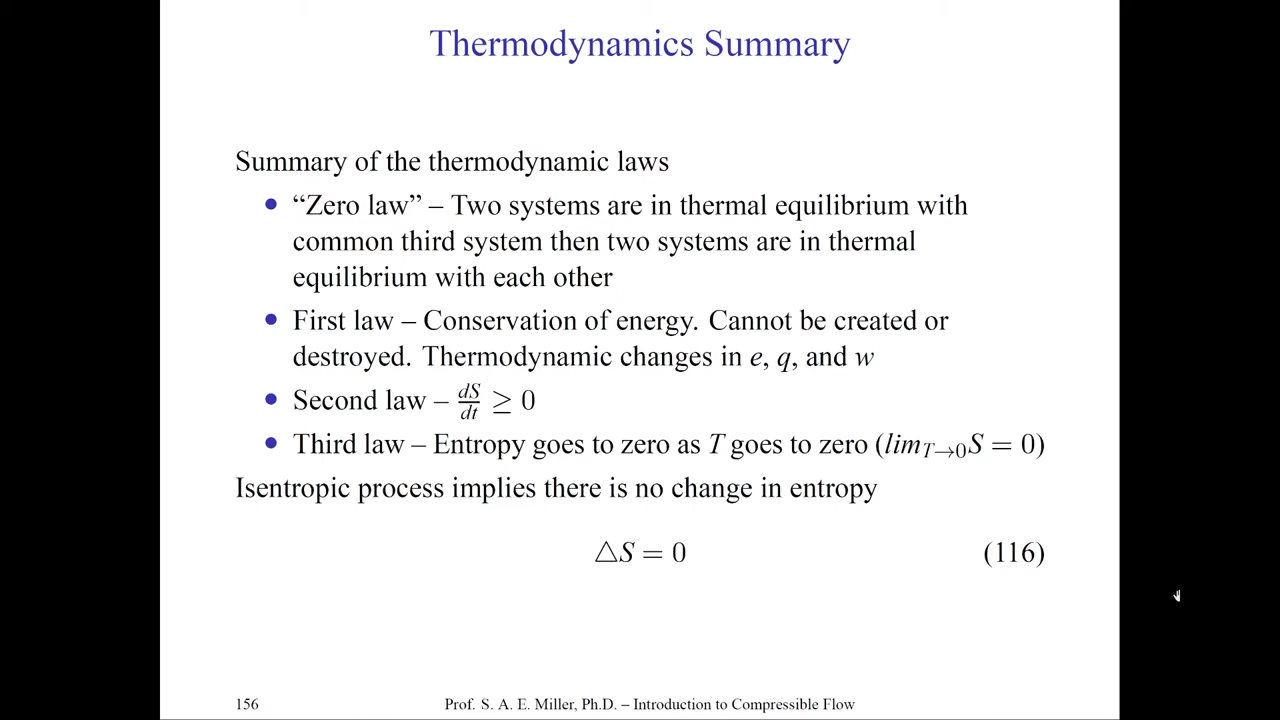 Thermodynamics Summary
Summary of the thermodynamic laws
• “Zero law” – Two systems are in thermal equilibrium with
common third system then two systems are in thermal
equilibrium with each other
• First law – Conservation of energy. Cannot be created or
destroyed. Thermodynamic changes in e, q, and w
• Second law – dS/dt ≥ 0
• Third law – Entropy goes to zero as T goes to zero (lim_{T→0}S = 0)
Isentropic process implies there is no change in entropy
△S = 0 (116)
156 Prof. S. A. E. Miller, Ph.D. – Introduction to Compressible Flow